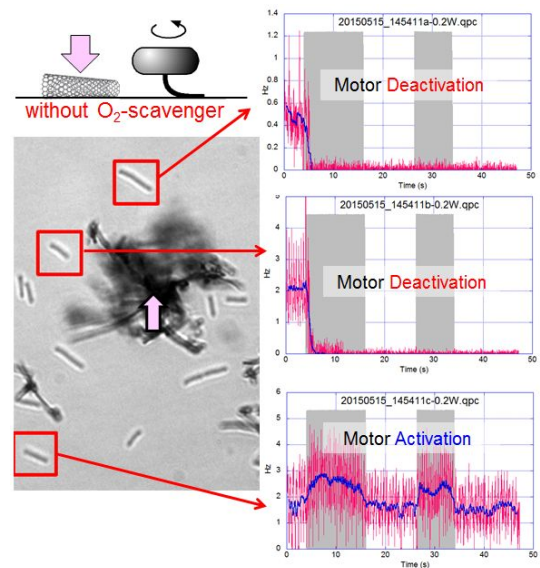 without O₂-scavenger
20150515_145411a-0.2W.qpc
1.4
1.2
1
0.8
0.6
0.4
0.2
0
Hz
Motor Deactivation
0 10 20 30 40 50
Time (s)
20150515_145411b-0.2W.qpc
5
4
3
2
1
0
Hz
Motor Deactivation
0 10 20 30 40 50
Time (s)
20150515_145411c-0.2W.qpc
6
5
4
3
2
1
0
Hz
Motor Activation
0 10 20 30 40 50
Time (s)